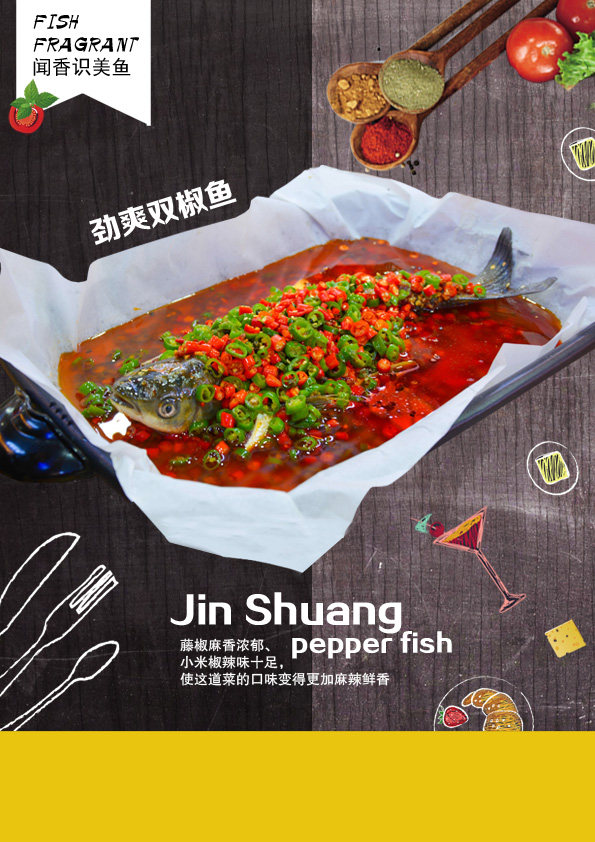 FISH
FRAGRANT
闻香识美鱼
劲爽双椒鱼
Jin Shuang
pepper fish
藤椒麻香浓郁、
小米椒辣味十足，
使这道菜的口味变得更加麻辣鲜香